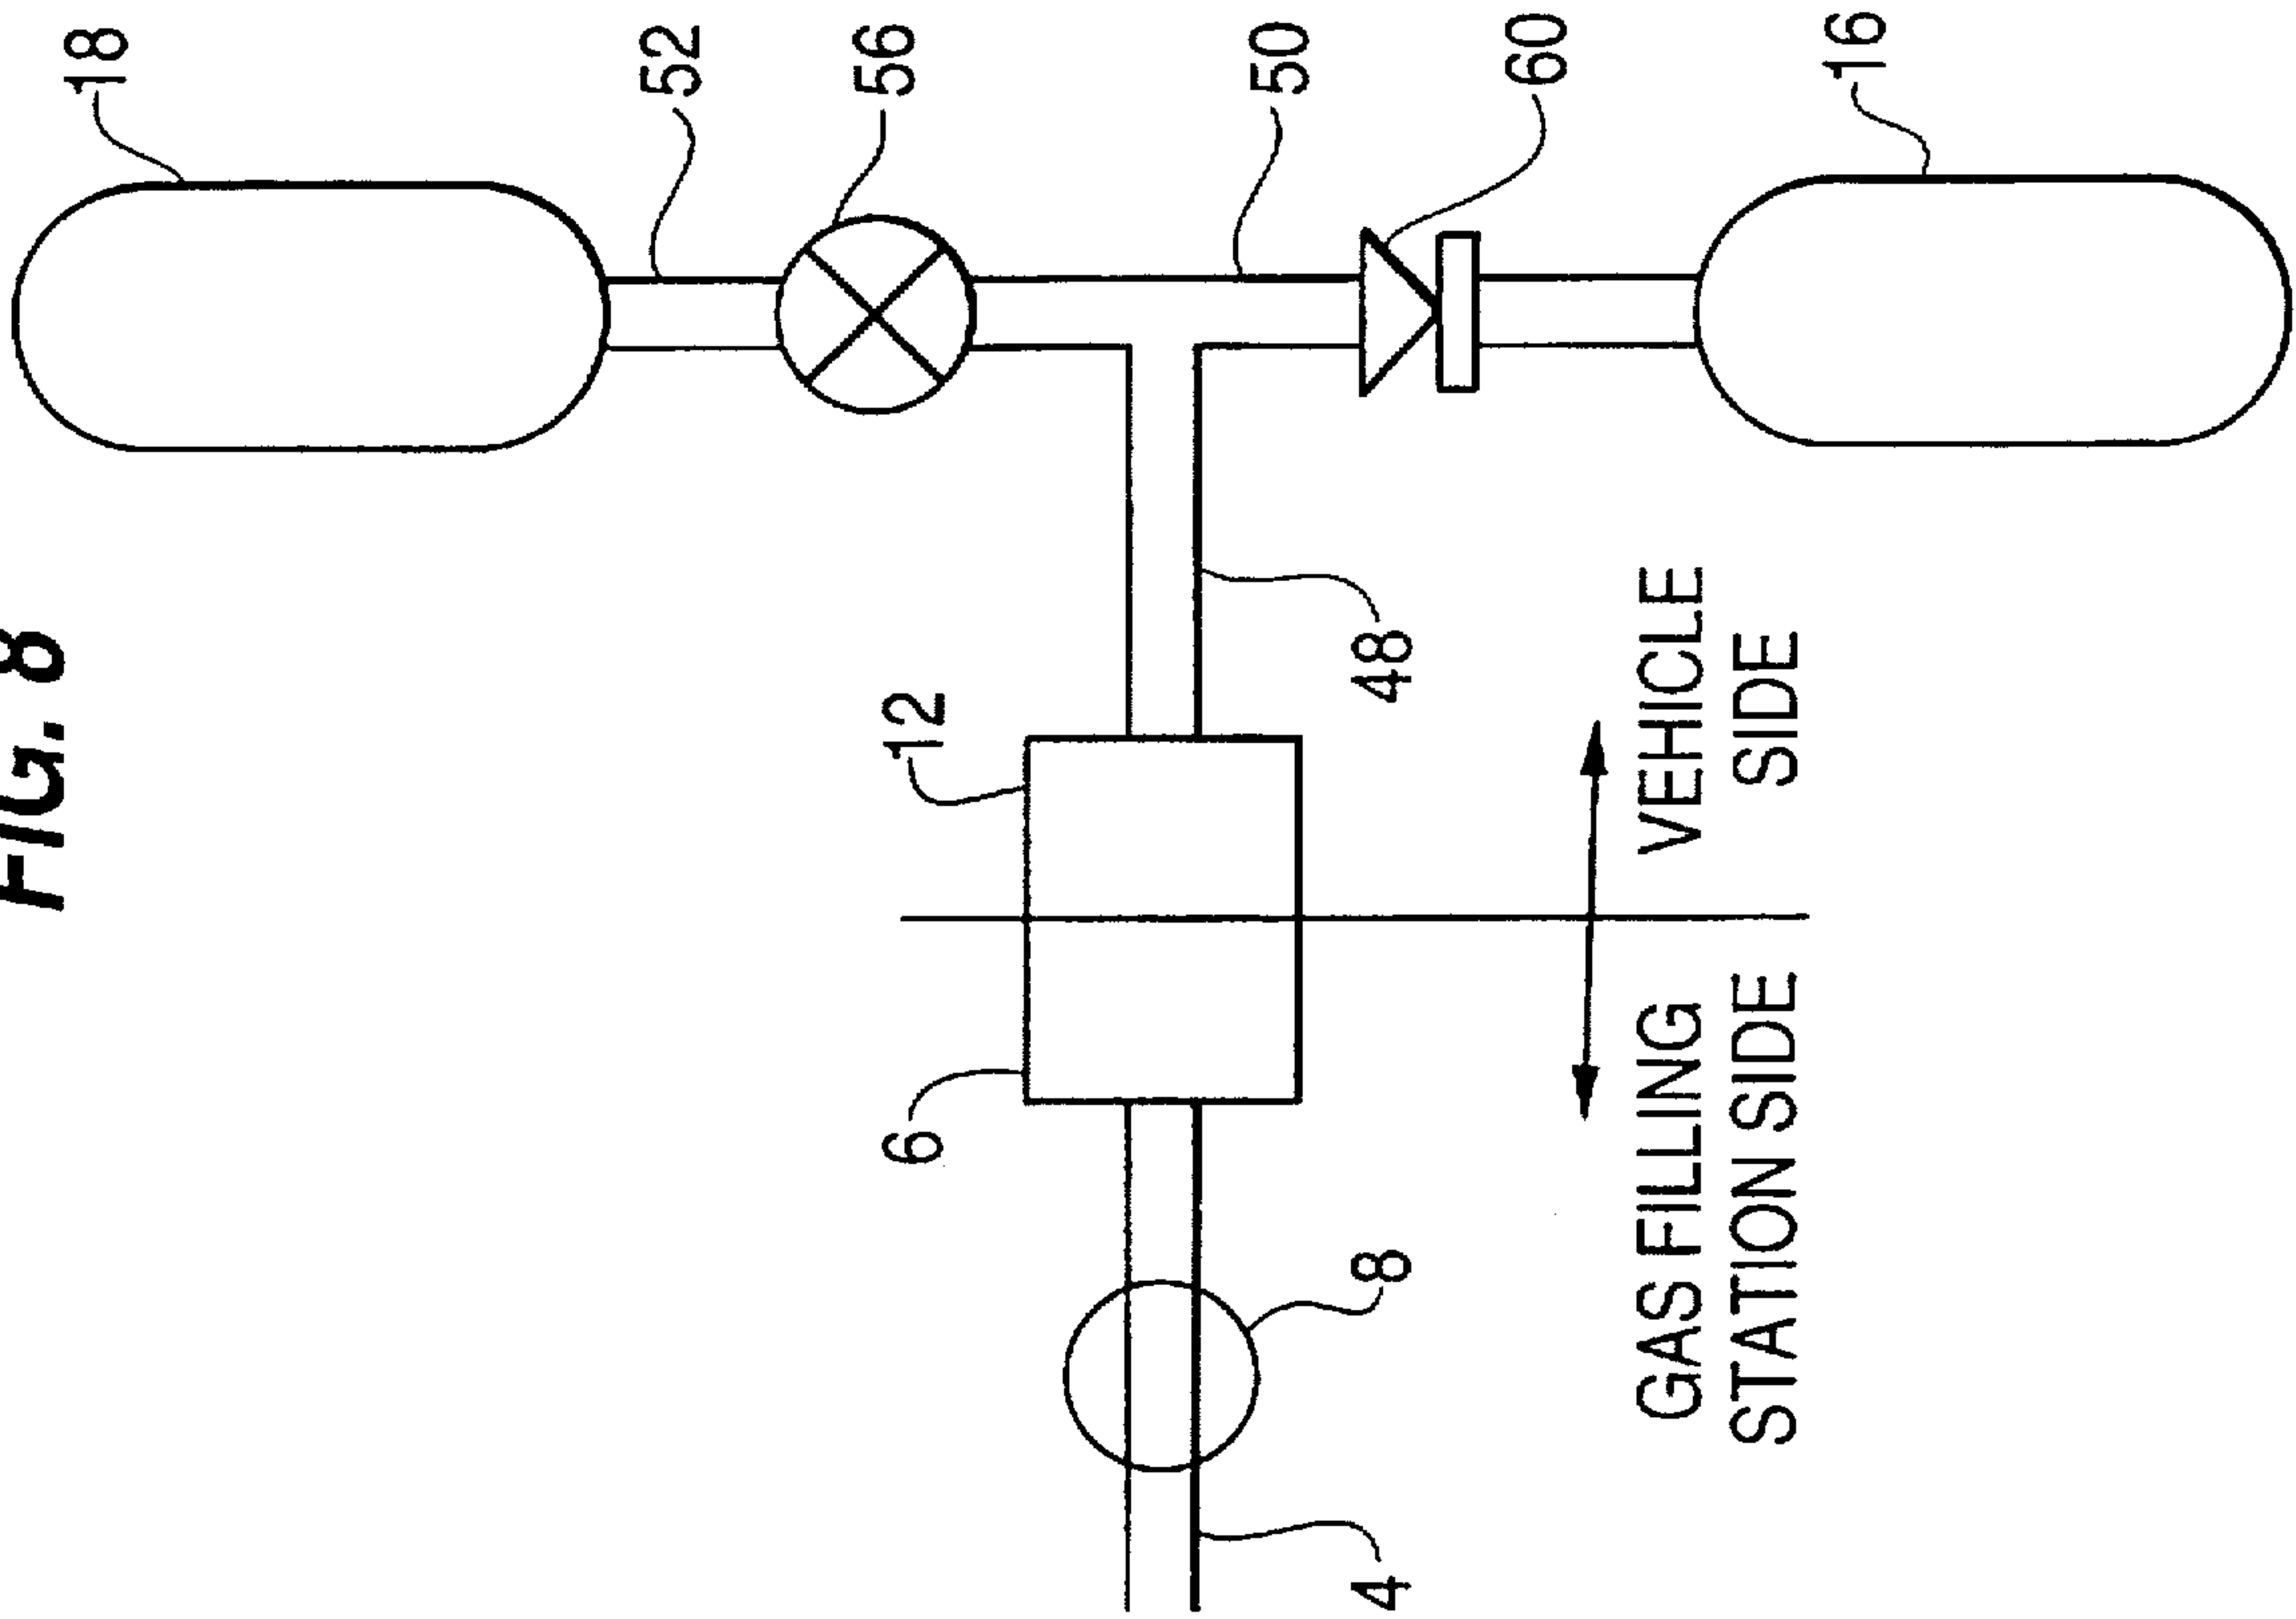 FIG. 8
18
52
56
50
60
16
12
48
6
8
4
VEHICLE
SIDE
GAS FILLING
STATION SIDE